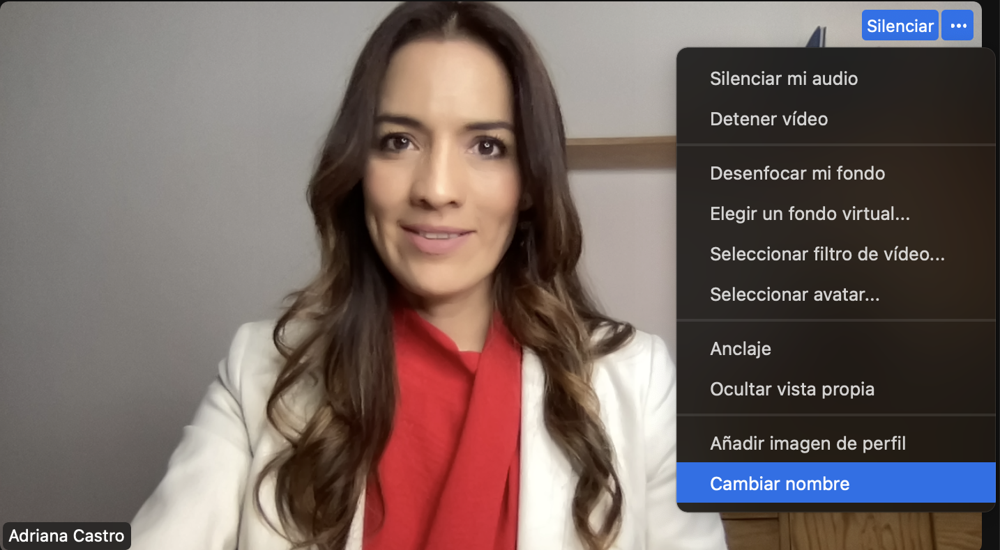 Silenciar ···
Silenciar mi audio
Detener vídeo
Desenfocar mi fondo
Elegir un fondo virtual...
Seleccionar filtro de vídeo...
Seleccionar avatar...
Anclaje
Ocultar vista propia
Añadir imagen de perfil
Cambiar nombre
Adriana Castro